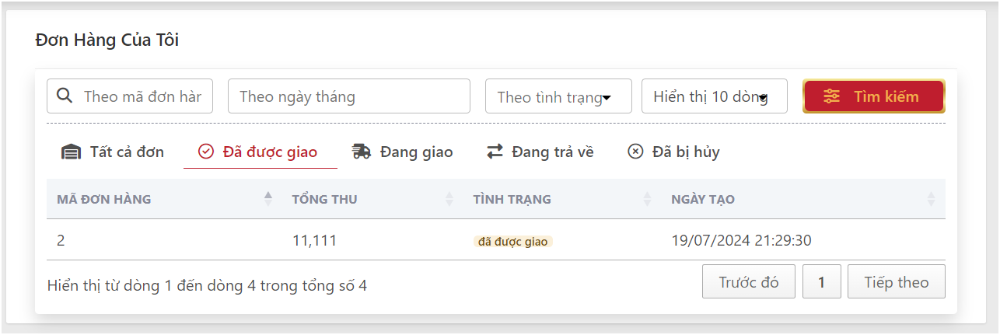 Đơn Hàng Của Tôi
Theo mã đơn hàr Theo ngày tháng Theo tình trạng Hiển thị 10 dòng Tìm kiếm
Tất cả đơn Đã được giao Đang giao Đang trả về Đã bị hủy
MÃ ĐƠN HÀNG TỔNG THU TÌNH TRẠNG NGÀY TẠO
2 11,111 đã được giao 19/07/2024 21:29:30
Hiển thị từ dòng 1 đến dòng 4 trong tổng số 4 Trước đó 1 Tiếp theo